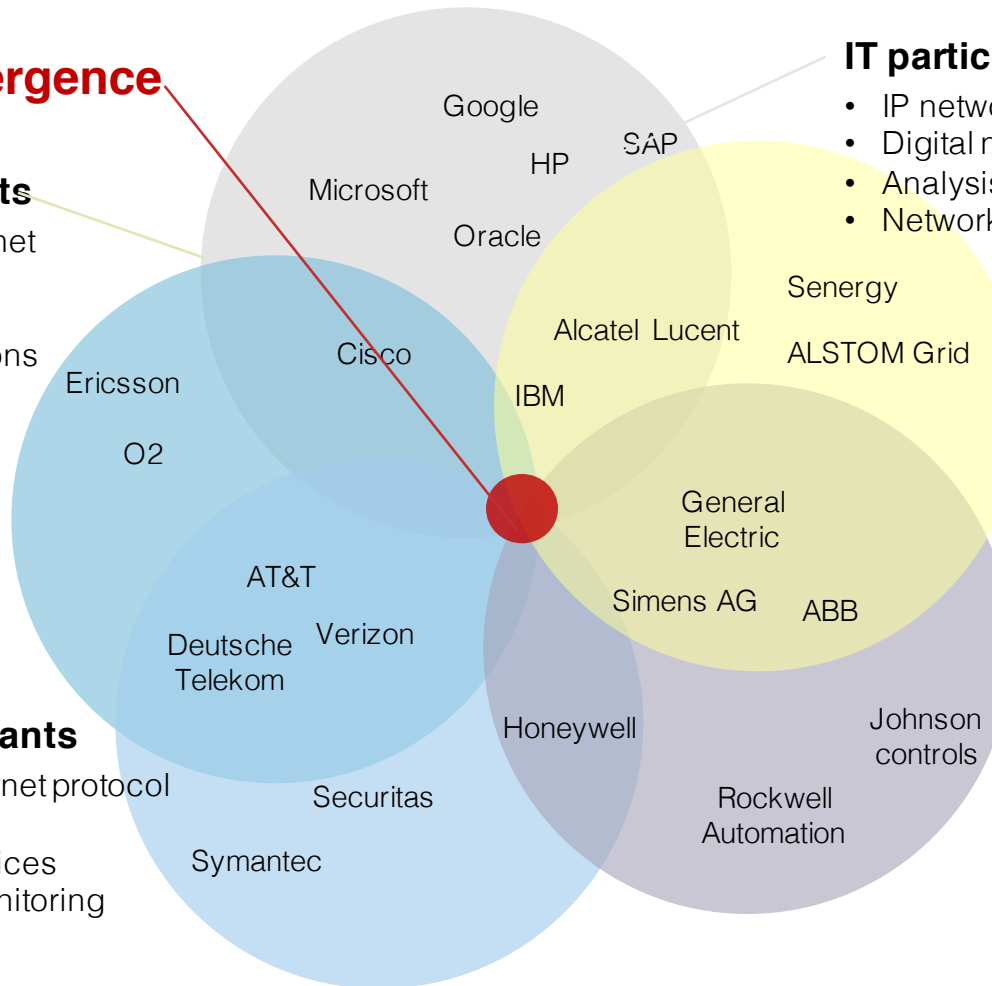 ergence
IT partic
• IP netwo
• Digital n
• Analysis
• Network
ts
net
ons
Google
SAP
HP
Microsoft
Oracle
Senergy
Alcatel Lucent
ALSTOM Grid
Cisco
Ericsson
IBM
O2
General
Electric
AT&T
Simens AG
ABB
Verizon
Deutsche
Telekom
Honeywell
Johnson
controls
ants
rnet protocol
ices
nitoring
Securitas
Rockwell
Automation
Symantec